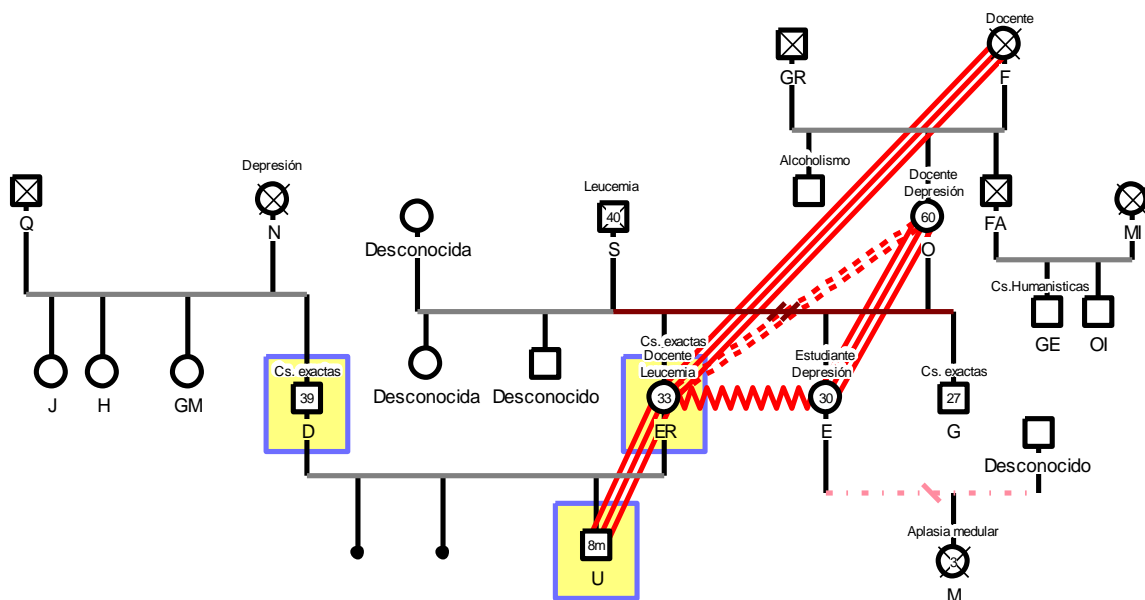 Docente
GR
F
Alcoholismo
Docente
Depresión
Depresión
Leucemia
40
60
Q
N
Desconocida
S
O
FA
MI
Cs.Humanisticas
GE
OI
Cs. exactas
39
D
J
H
GM
Desconocida
Desconocido
Cs. exactas
Docente
Leucemia
33
ER
Estudiante
Depresión
30
E
Cs. exactas
27
G
Desconocido
8m
U
Aplasia medular
3
M